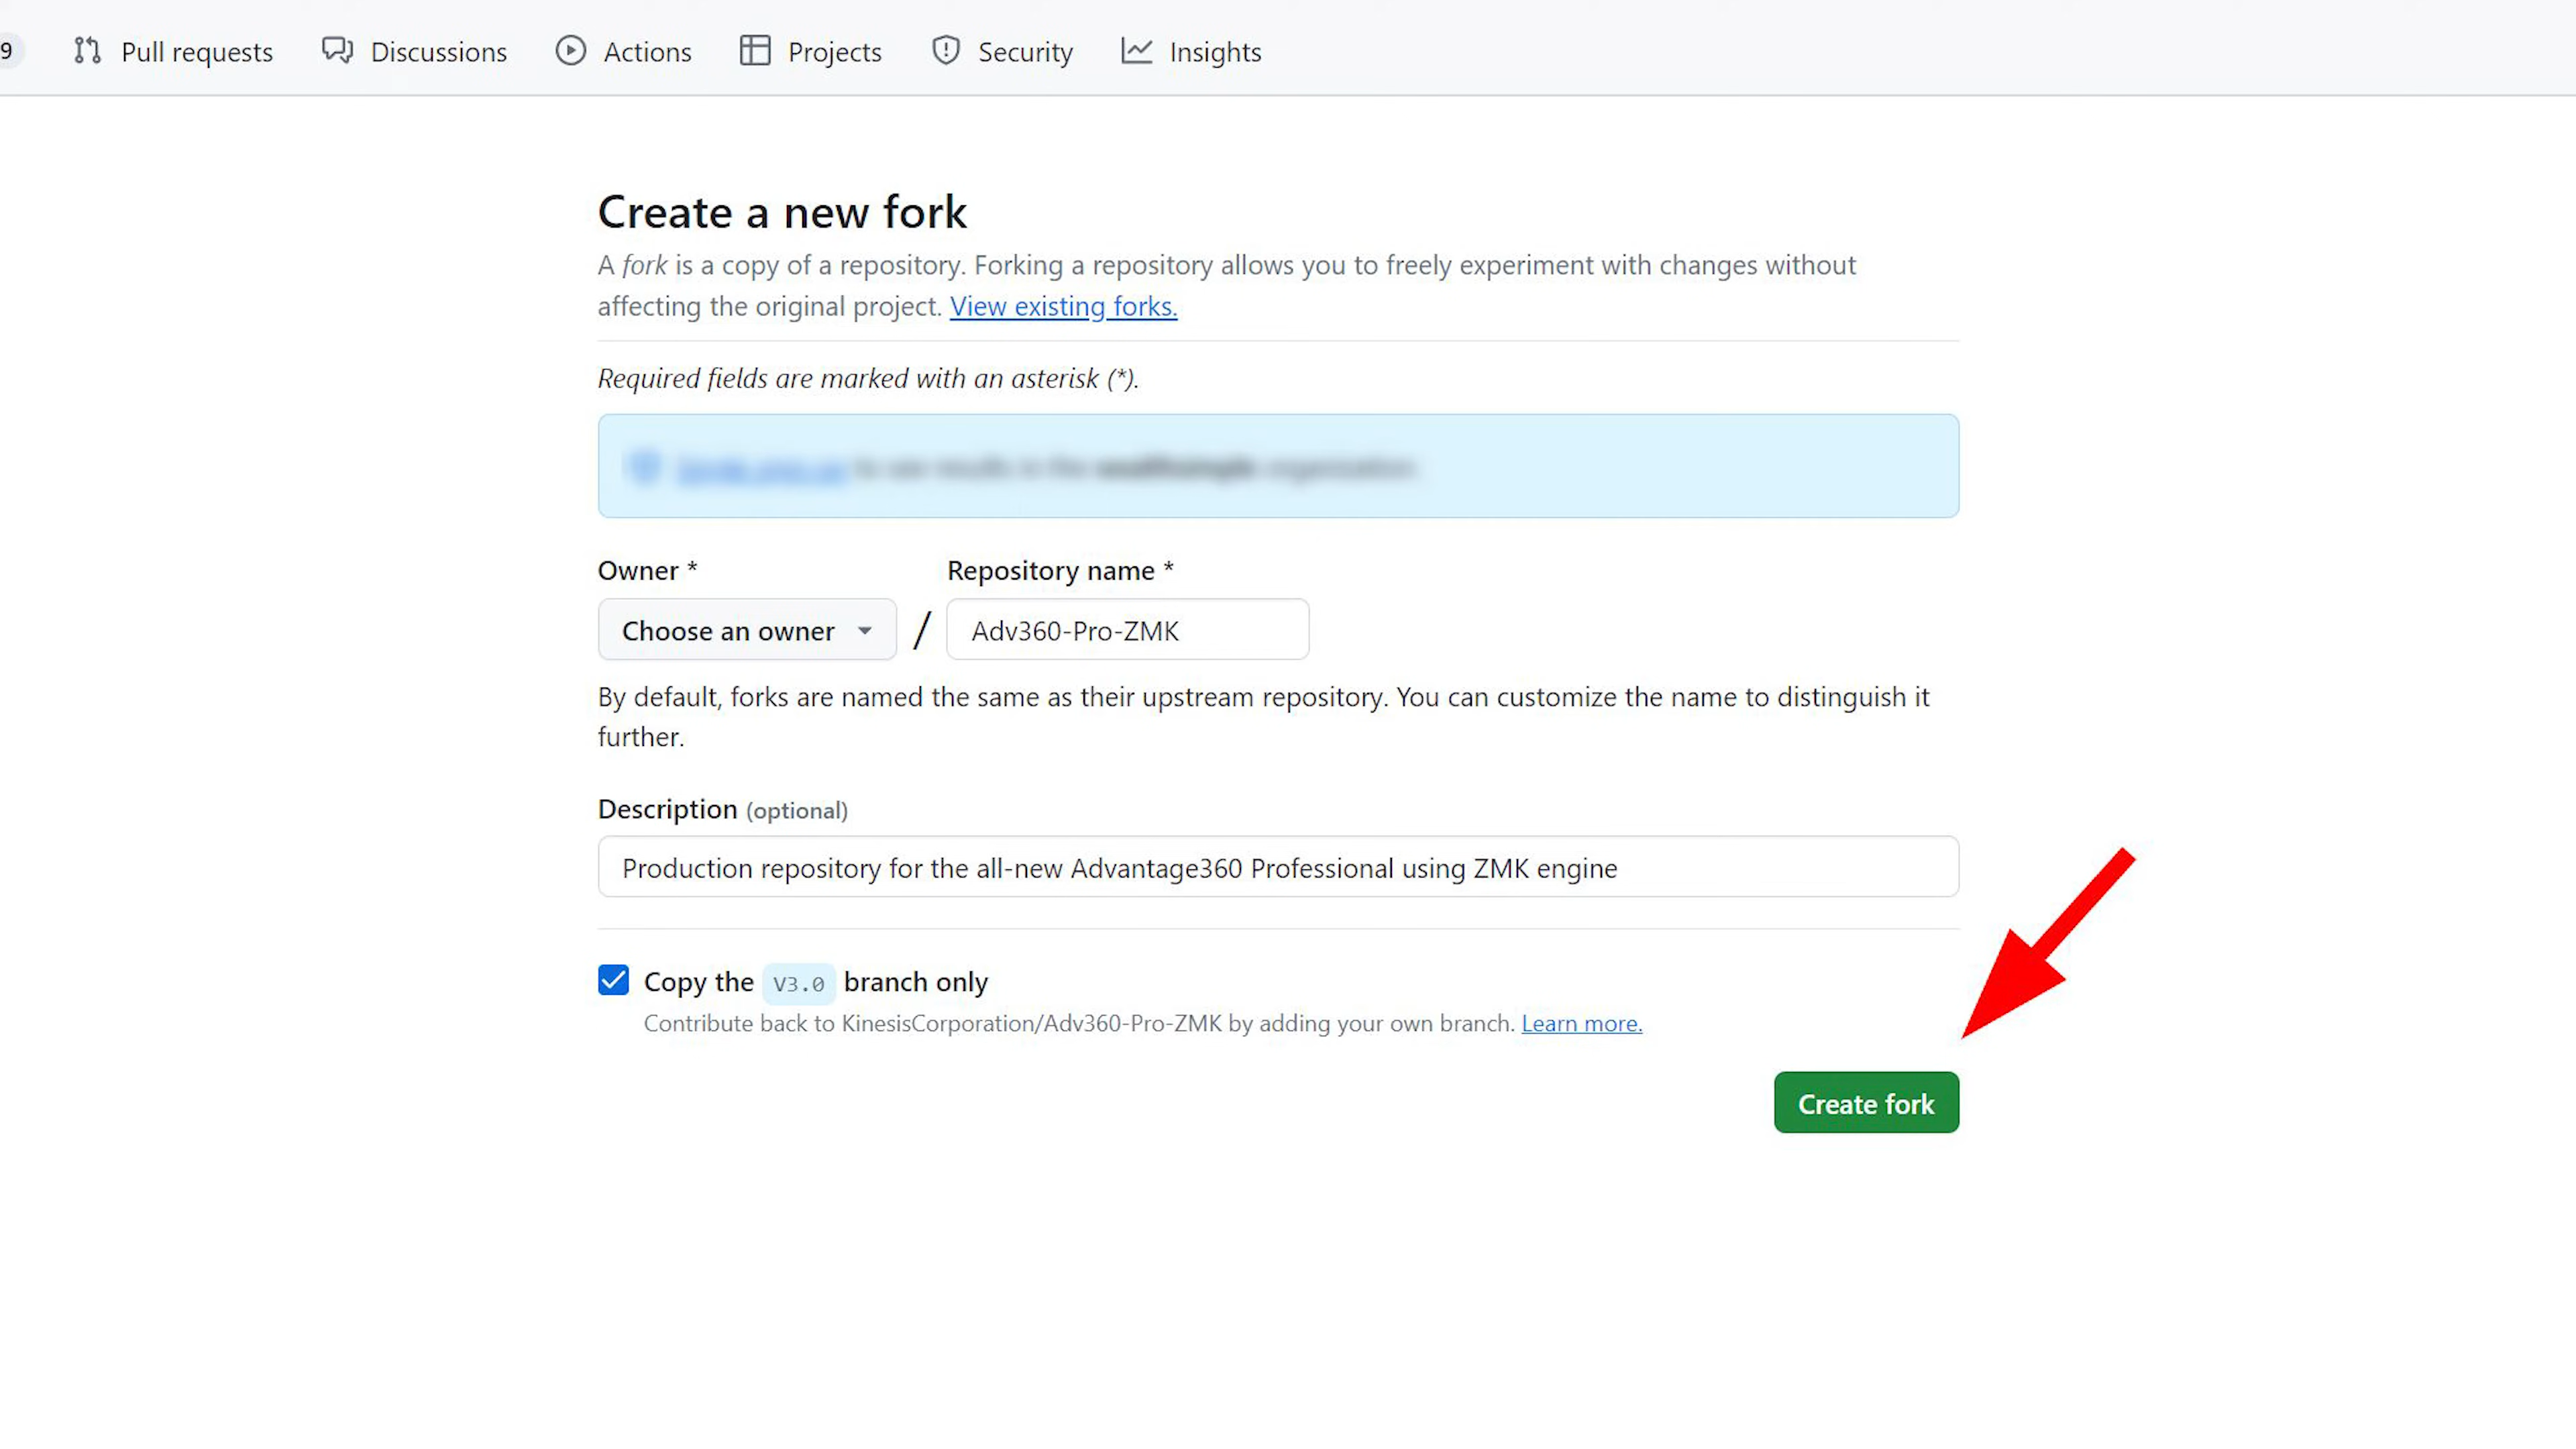 9 Pull requests Discussions Actions Projects Security Insights
Create a new fork
A fork is a copy of a repository. Forking a repository allows you to freely experiment with changes without
affecting the original project. View existing forks.
Required fields are marked with an asterisk (*).
Owner * Repository name *
Choose an owner / Adv360-Pro-ZMK
By default, forks are named the same as their upstream repository. You can customize the name to distinguish it
further.
Description (optional)
Production repository for the all-new Advantage360 Professional using ZMK engine
Copy the V3.0 branch only
Contribute back to KinesisCorporation/Adv360-Pro-ZMK by adding your own branch. Learn more.
Create fork